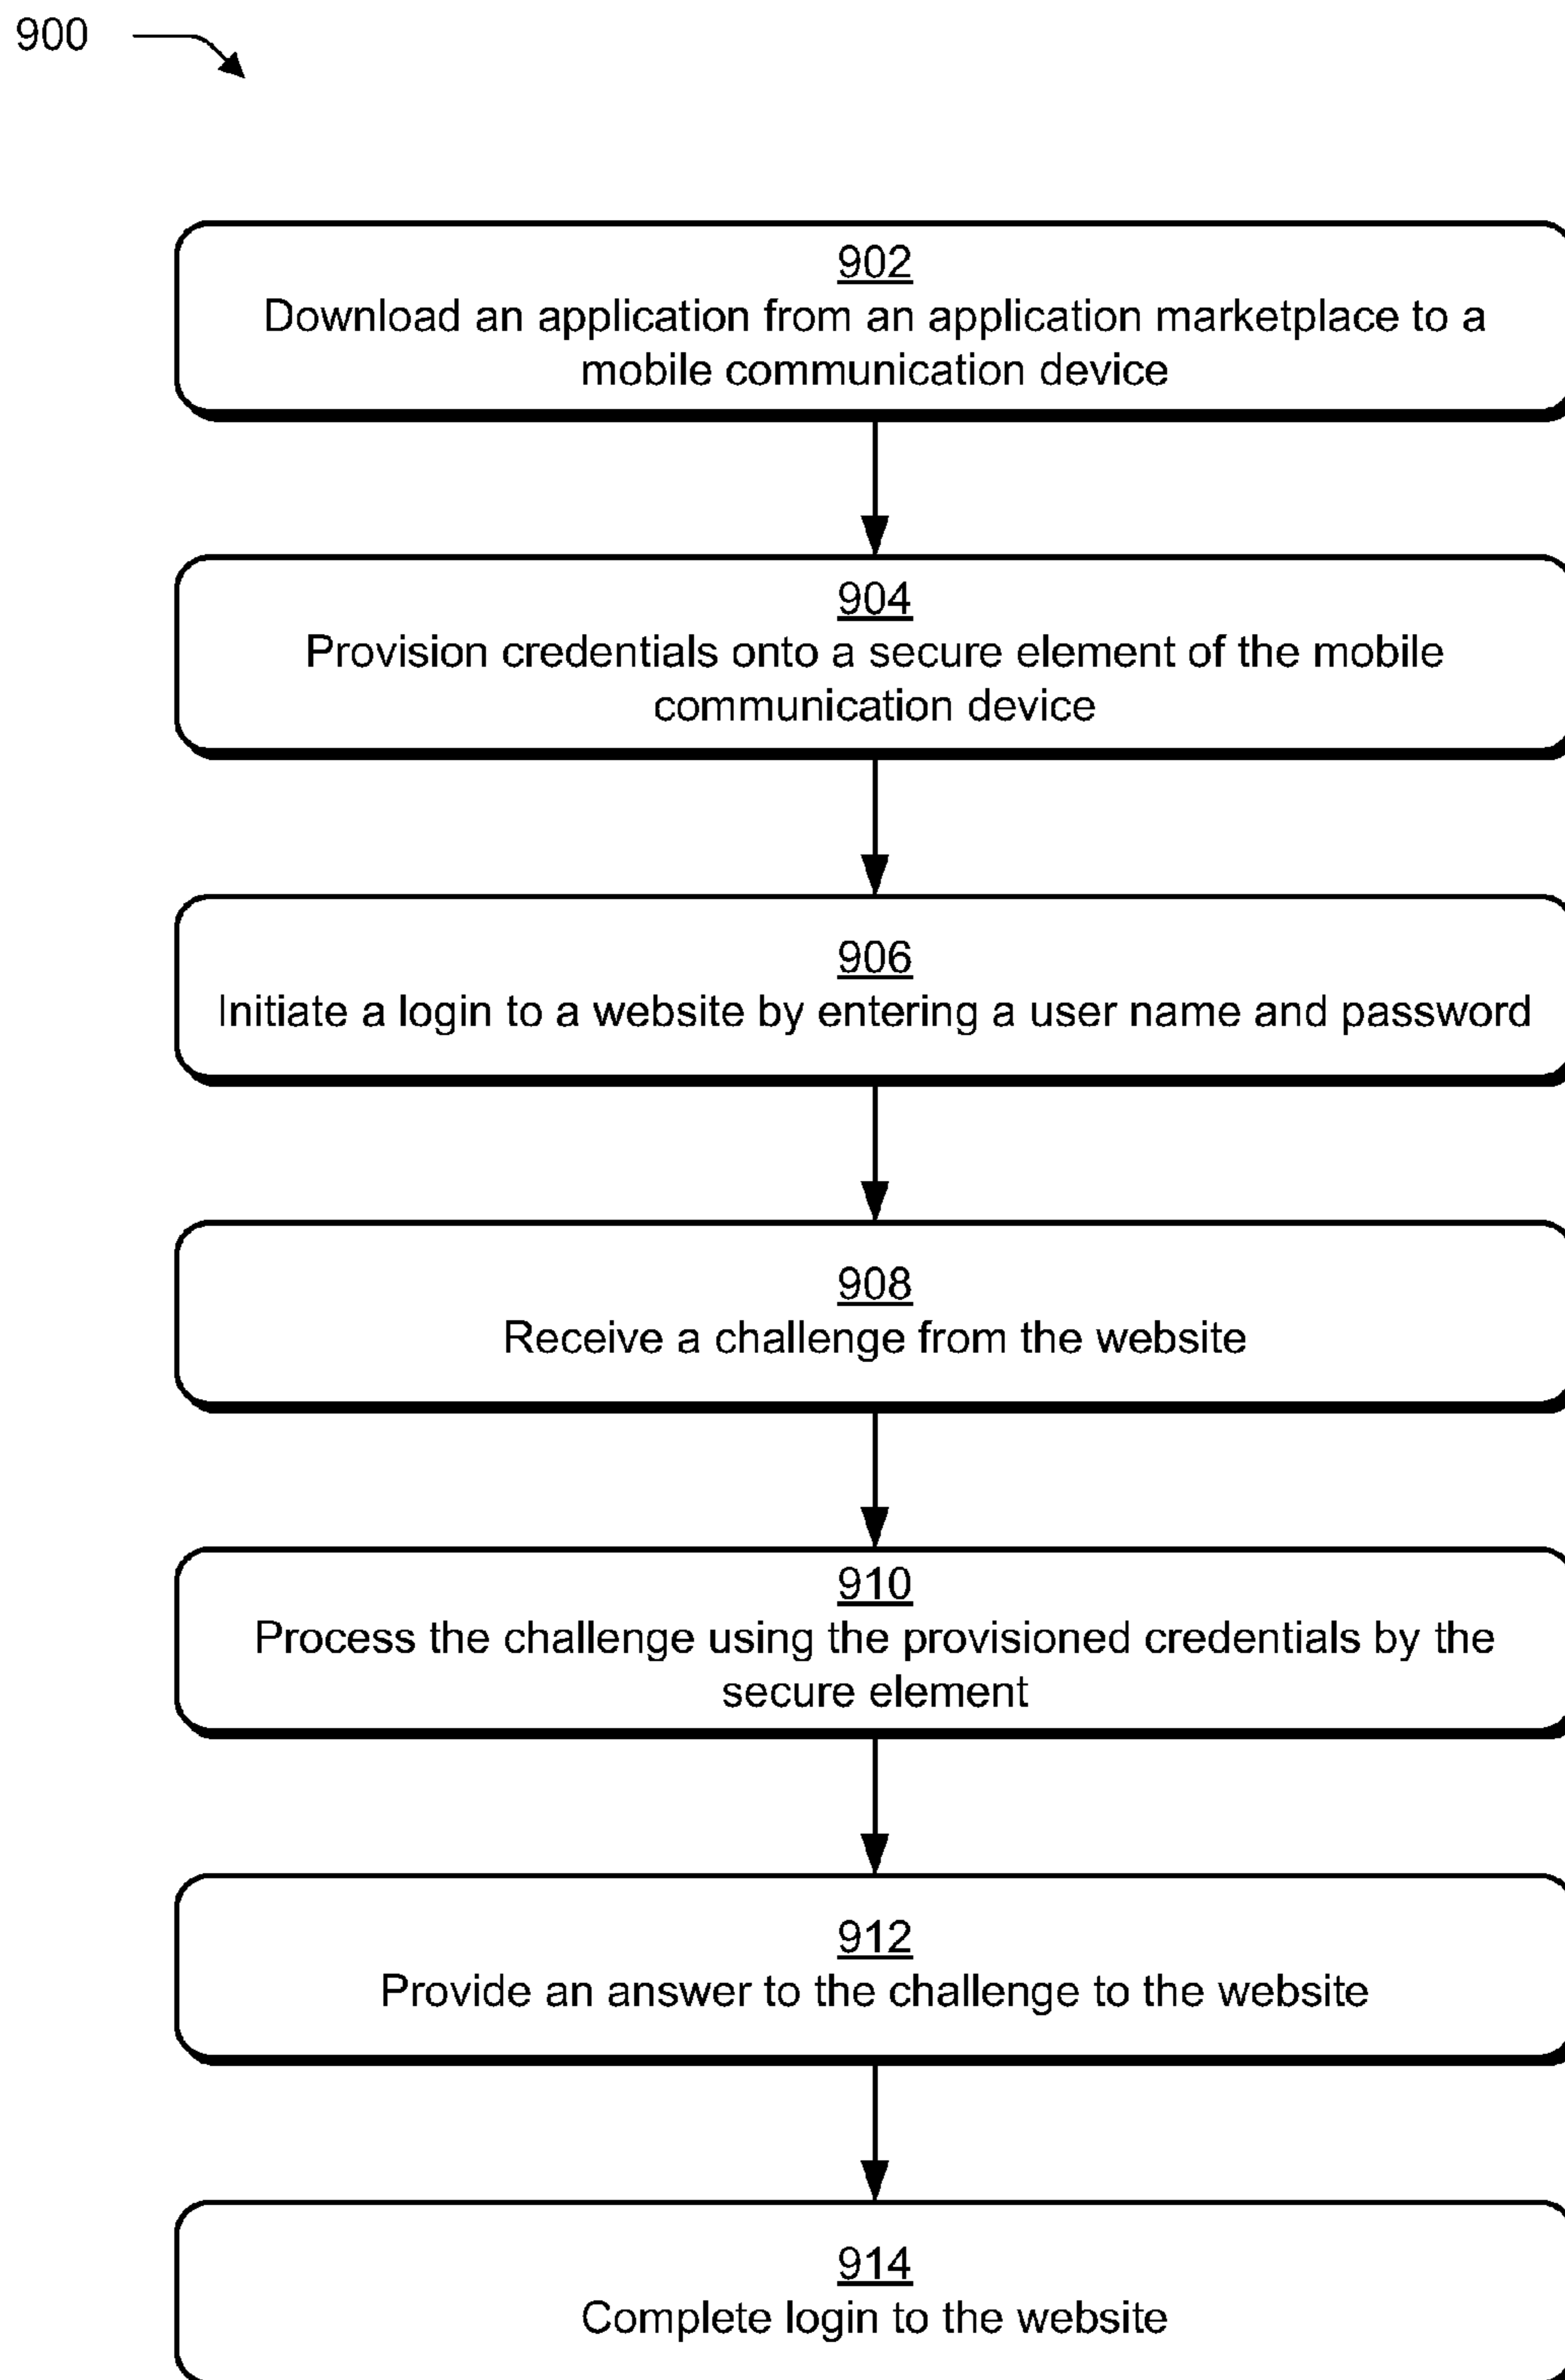 900
902
Download an application from an application marketplace to a
mobile communication device
904
Provision credentials onto a secure element of the mobile
communication device
906
Initiate a login to a website by entering a user name and password
908
Receive a challenge from the website
910
Process the challenge using the provisioned credentials by the
secure element
912
Provide an answer to the challenge to the website
914
Complete login to the website